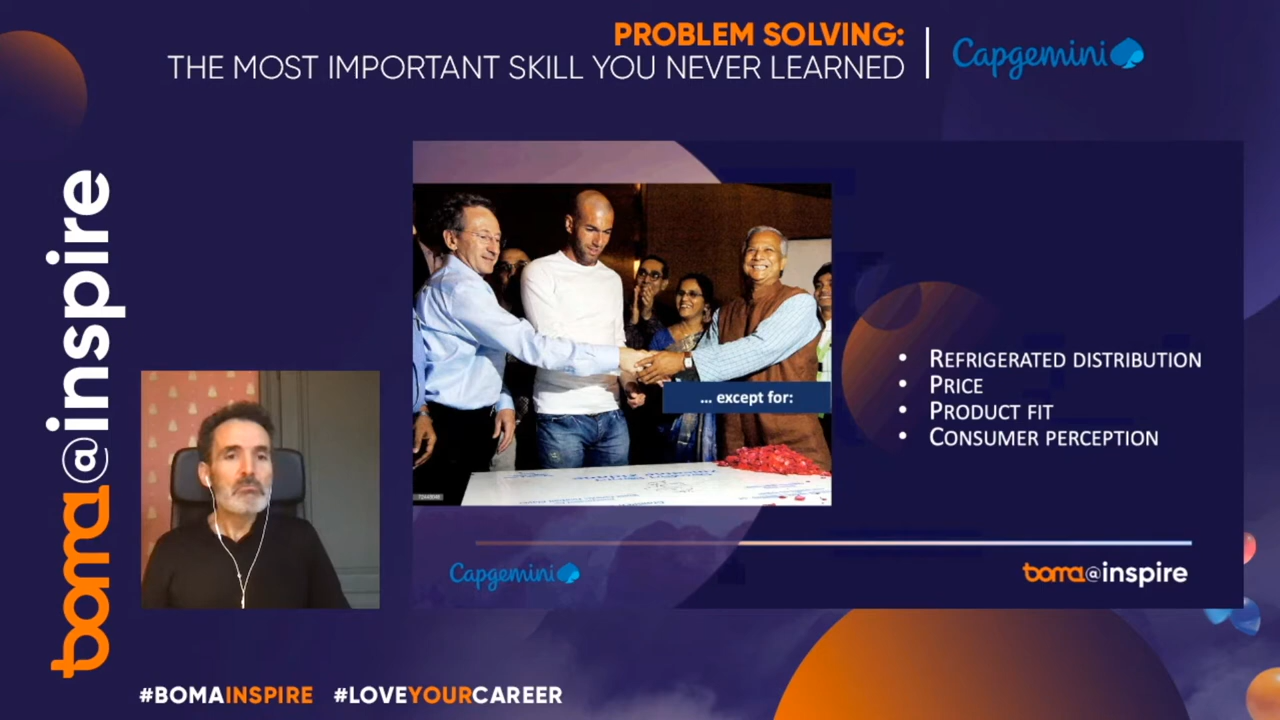 PROBLEM SOLVING:
THE MOST IMPORTANT SKILL YOU NEVER LEARNED
Capgemini
boma@inspire
... except for:
• REFRIGERATED DISTRIBUTION
• PRICE
• PRODUCT FIT
• CONSUMER PERCEPTION
Capgemini
boma@inspire
#BOMAINSPIRE #LOVEYOURCAREER